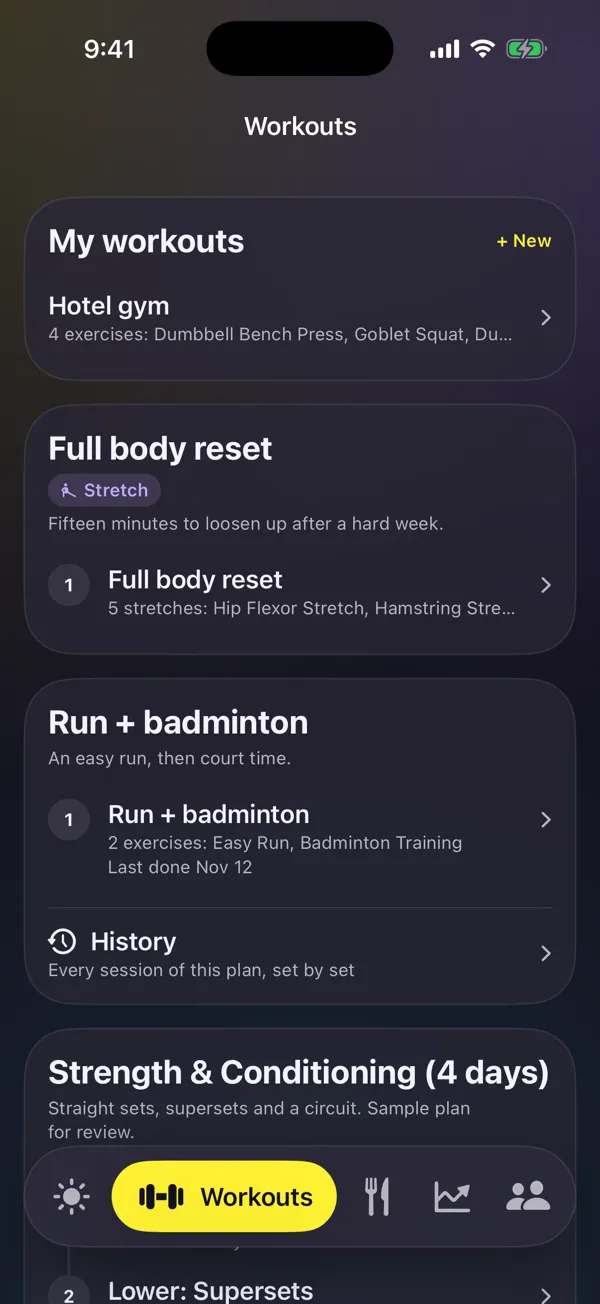 9:41
Workouts
My workouts
+ New
Hotel gym
4 exercises: Dumbbell Bench Press, Goblet Squat, Du...
Full body reset
Stretch
Fifteen minutes to loosen up after a hard week.
1
Full body reset
5 stretches: Hip Flexor Stretch, Hamstring Stre...
Run + badminton
An easy run, then court time.
1
Run + badminton
2 exercises: Easy Run, Badminton Training
Last done Nov 12
History
Every session of this plan, set by set
Strength & Conditioning (4 days)
Straight sets, supersets and a circuit. Sample plan
for review.
Workouts
2
Lower: Supersets